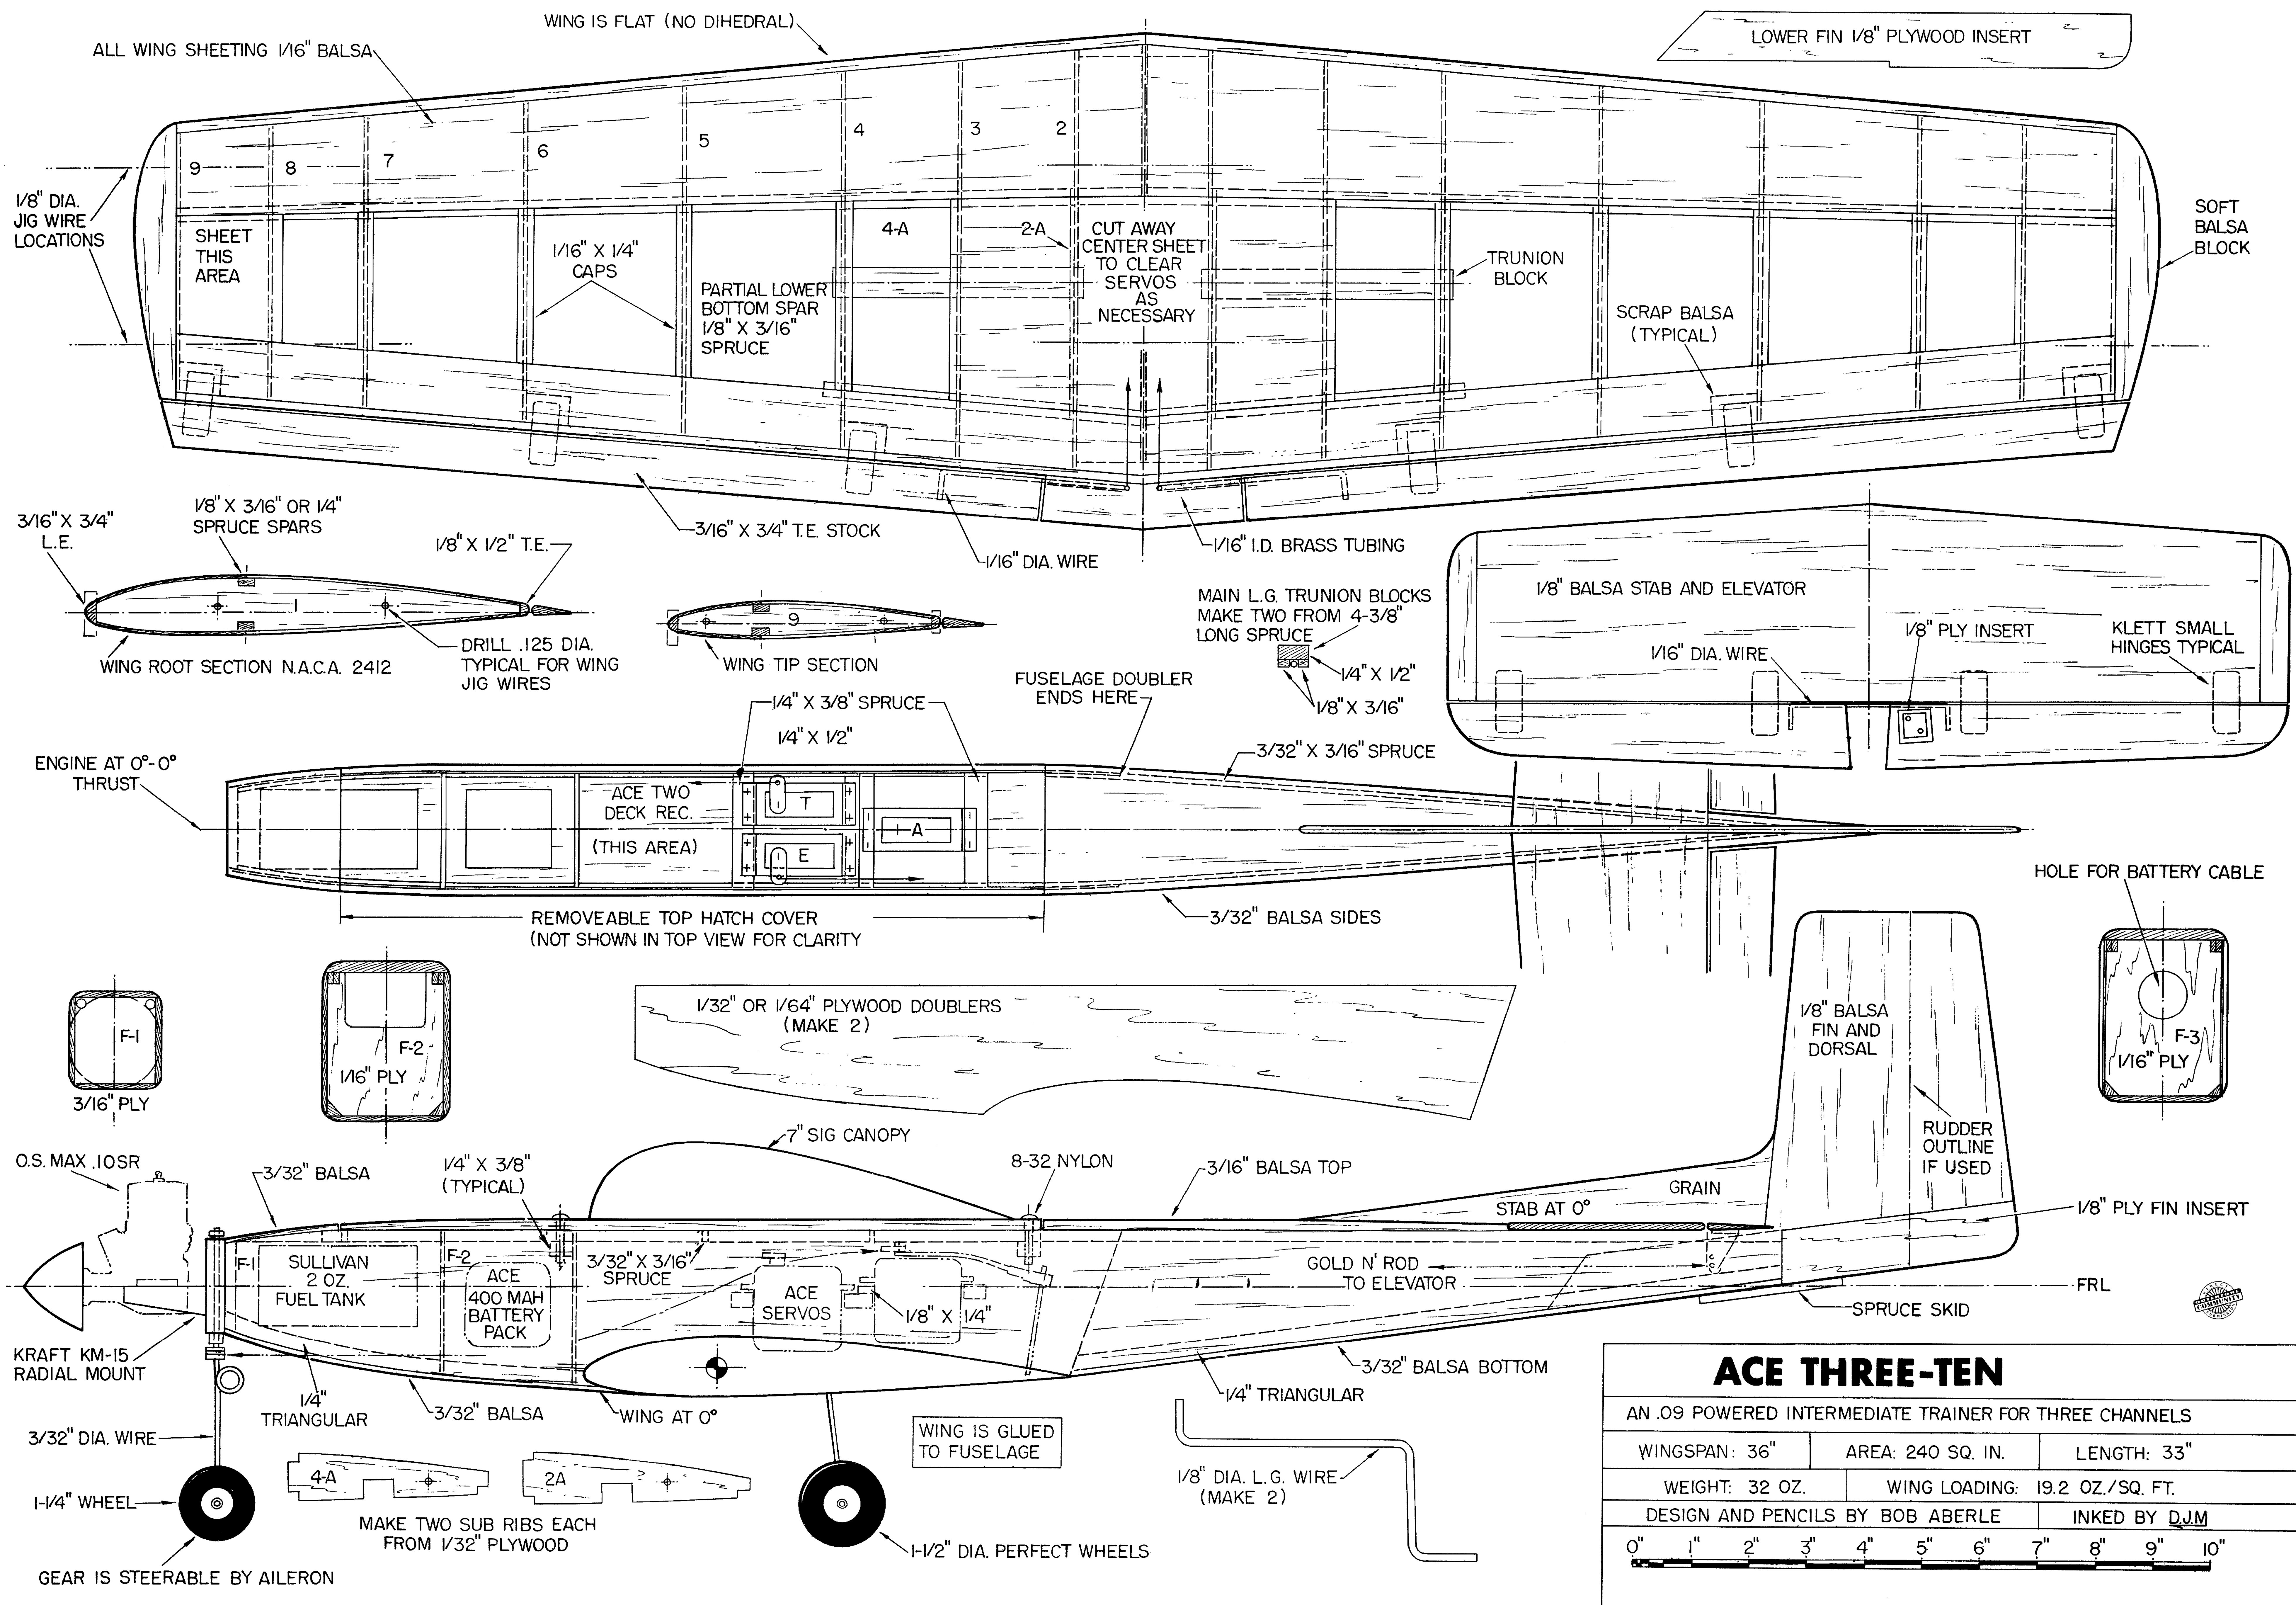 WING IS FLAT (NO DIHEDRAL)
ALL WING SHEETING 1/16" BALSA
LOWER FIN 1/8" PLYWOOD INSERT
9
8
7
6
5
4
3
2
1/8" DIA.
JIG WIRE
LOCATIONS
SHEET
THIS
AREA
1/16" X 1/4"
CAPS
PARTIAL LOWER
BOTTOM SPAR
1/8" X 3/16"
SPRUCE
4-A
2-A
CUT AWAY
CENTER SHEET
TO CLEAR
SERVOS
AS
NECESSARY
TRUNION
BLOCK
SCRAP BALSA
(TYPICAL)
SOFT
BALSA
BLOCK
3/16" X 3/4"
L.E.
1/8" X 3/16" OR 1/4"
SPRUCE SPARS
1/8" X 1/2" T.E.
3/16" X 3/4" T.E. STOCK
1/16" DIA. WIRE
1/16" I.D. BRASS TUBING
1
WING ROOT SECTION N.A.C.A. 2412
DRILL .125 DIA.
TYPICAL FOR WING
JIG WIRES
9
WING TIP SECTION
MAIN L.G. TRUNION BLOCKS
MAKE TWO FROM 4-3/8"
LONG SPRUCE
1/4" X 1/2"
1/8" X 3/16"
1/8" BALSA STAB AND ELEVATOR
1/8" PLY INSERT
1/16" DIA. WIRE
KLETT SMALL
HINGES TYPICAL
ENGINE AT 0°-0°
THRUST
1/4" X 3/8" SPRUCE
1/4" X 1/2"
FUSELAGE DOUBLER
ENDS HERE
3/32" X 3/16" SPRUCE
ACE TWO
DECK REC.
(THIS AREA)
T
E
A
REMOVEABLE TOP HATCH COVER
(NOT SHOWN IN TOP VIEW FOR CLARITY
3/32" BALSA SIDES
HOLE FOR BATTERY CABLE
F-1
3/16" PLY
F-2
1/16" PLY
1/32" OR 1/64" PLYWOOD DOUBLERS
(MAKE 2)
1/8" BALSA
FIN AND
DORSAL
F-3
1/16" PLY
RUDDER
OUTLINE
IF USED
O.S. MAX .10SR
3/32" BALSA
1/4" X 3/8"
(TYPICAL)
7" SIG CANOPY
8-32 NYLON
3/16" BALSA TOP
GRAIN
STAB AT 0°
1/8" PLY FIN INSERT
F-1
SULLIVAN
2 OZ.
FUEL TANK
F-2
ACE
400 MAH
BATTERY
PACK
3/32" X 3/16"
SPRUCE
ACE
SERVOS
1/8" X 1/4"
GOLD N' ROD
TO ELEVATOR
FRL
SPRUCE SKID
KRAFT KM-15
RADIAL MOUNT
1/4"
TRIANGULAR
3/32" BALSA
WING AT 0°
3/32" BALSA BOTTOM
1/4" TRIANGULAR
3/32" DIA. WIRE
1-1/4" WHEEL
4-A
2A
MAKE TWO SUB RIBS EACH
FROM 1/32" PLYWOOD
WING IS GLUED
TO FUSELAGE
1/8" DIA. L.G. WIRE
(MAKE 2)
1-1/2" DIA. PERFECT WHEELS
GEAR IS STEERABLE BY AILERON
COMMUNITY
ACE THREE-TEN
AN .09 POWERED INTERMEDIATE TRAINER FOR THREE CHANNELS
WINGSPAN: 36" AREA: 240 SQ. IN. LENGTH: 33"
WEIGHT: 32 OZ. WING LOADING: 19.2 OZ./SQ. FT.
DESIGN AND PENCILS BY BOB ABERLE INKED BY D.J.M
0" 1" 2" 3" 4" 5" 6" 7" 8" 9" 10"